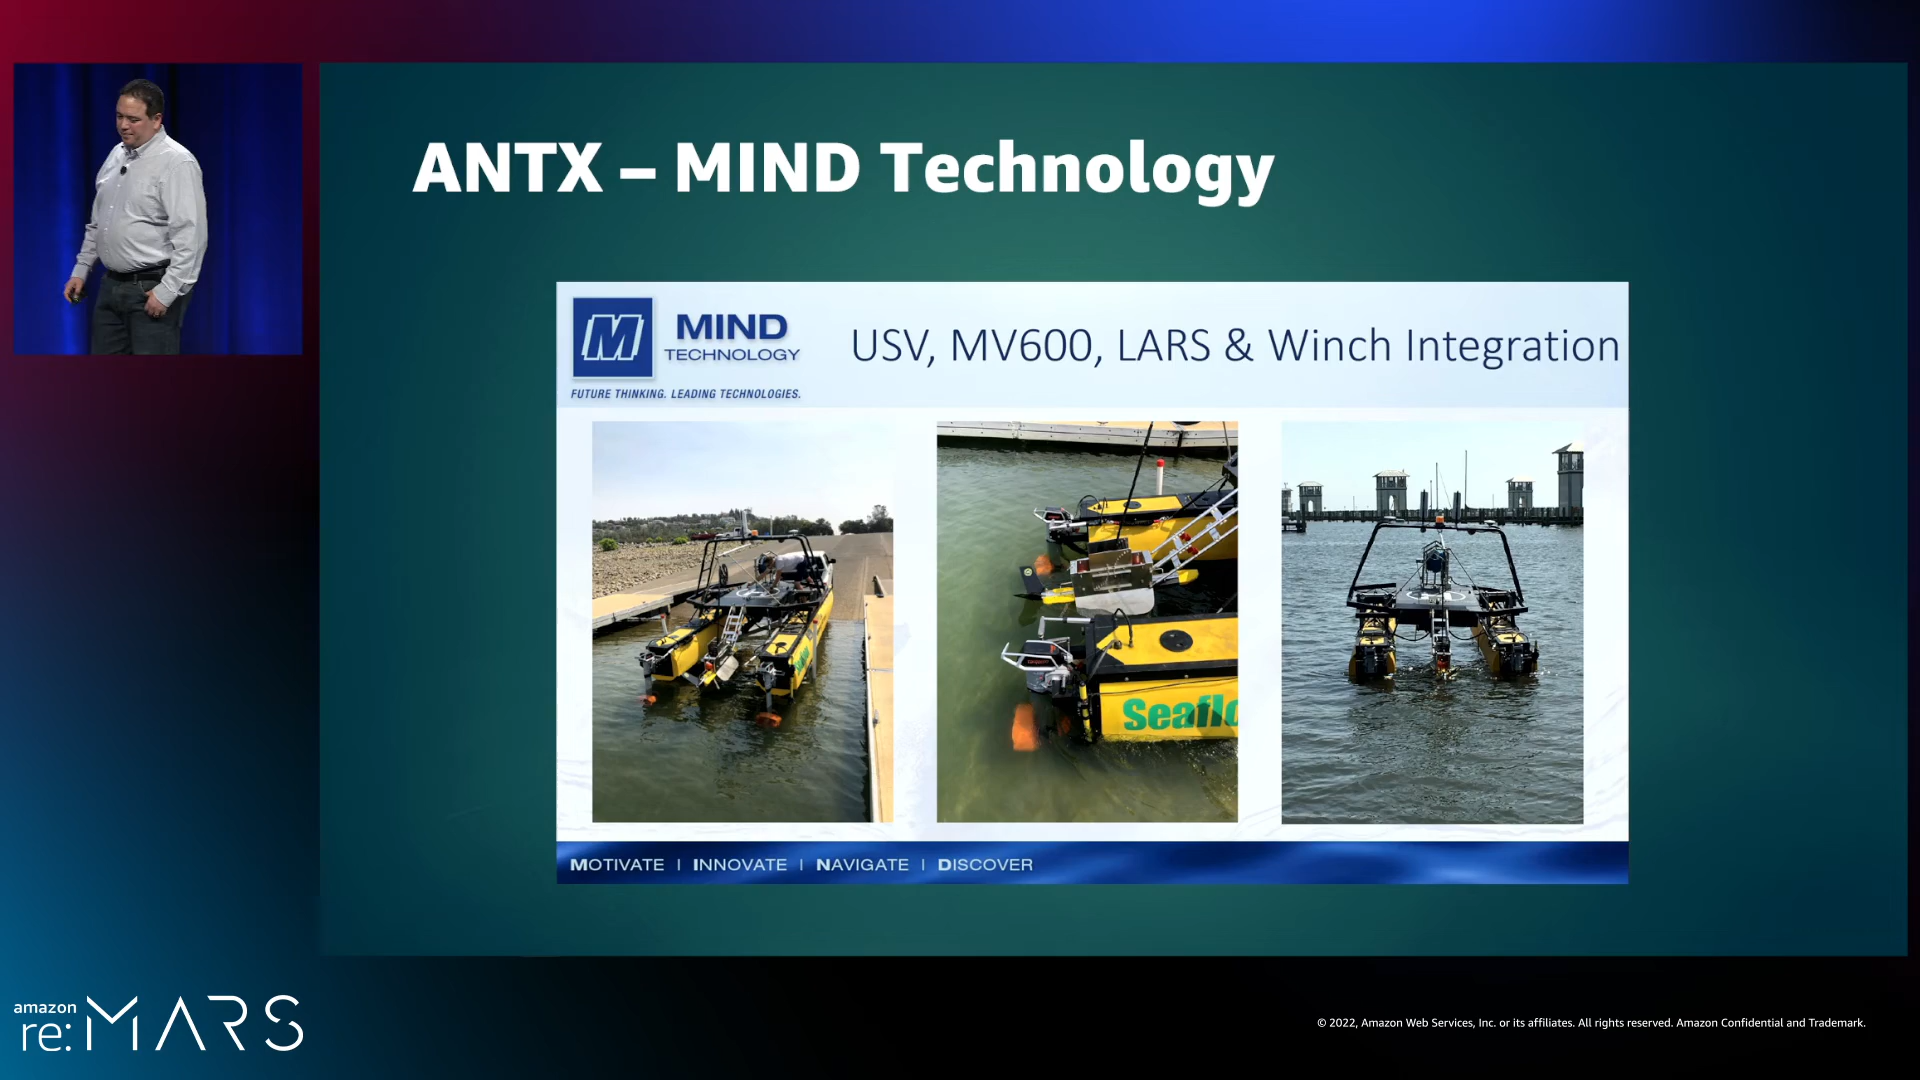 ANTX – MIND Technology
M
MIND
TECHNOLOGY
FUTURE THINKING. LEADING TECHNOLOGIES.
USV, MV600, LARS & Winch Integration
Seaflo
MOTIVATE | INNOVATE | NAVIGATE | DISCOVER
amazon
re:MARS
© 2022, Amazon Web Services, Inc. or its affiliates. All rights reserved. Amazon Confidential and Trademark.